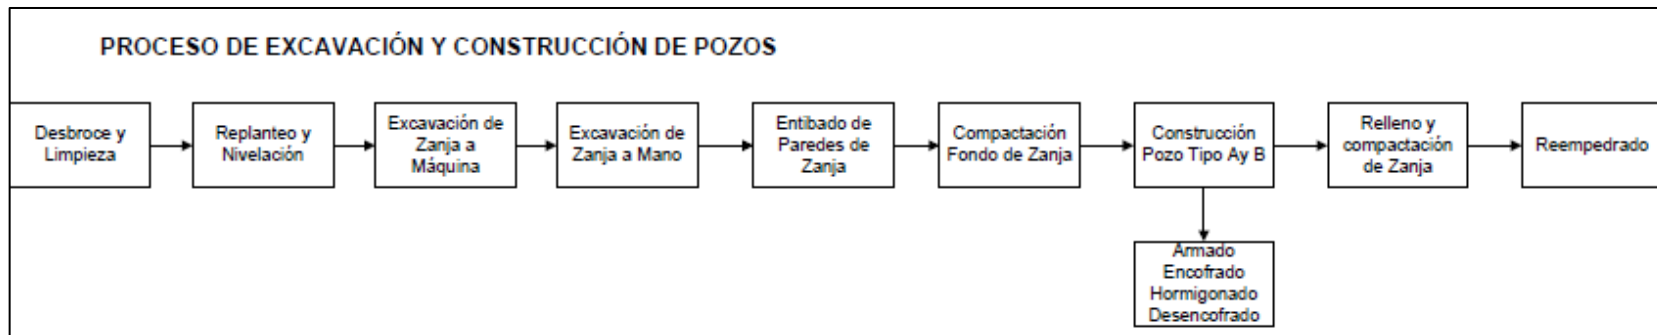 PROCESO DE EXCAVACIÓN Y CONSTRUCCIÓN DE POZOS
Desbroce y
Limpieza
Replanteo y
Nivelación
Excavación de
Zanja a
Máquina
Excavación de
Zanja a Mano
Entibado de
Paredes de
Zanja
Compactación
Fondo de Zanja
Construcción
Pozo Tipo Ay B
Relleno y
compactación
de Zanja
Reempedrado
Armado
Encofrado
Hormigonado
Desencofrado